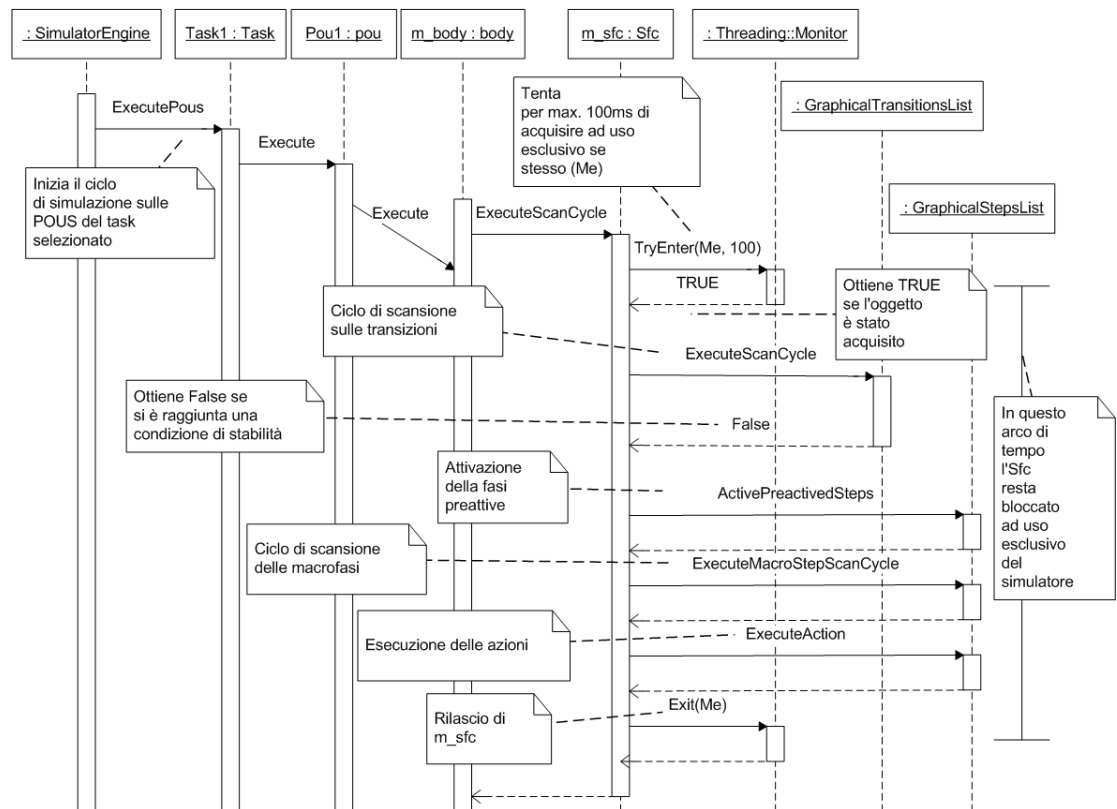 : SimulatorEngine
Task1 : Task
Pou1 : pou
m_body : body
m_sfc : Sfc
: Threading::Monitor
Tenta
per max. 100ms di
acquisire ad uso
esclusivo se
stesso (Me)
: GraphicalTransitionsList
ExecutePous
Execute
Inizia il ciclo
di simulazione sulle
POUS del task
selezionato
: GraphicalStepsList
Execute
ExecuteScanCycle
TryEnter(Me, 100)
TRUE
Ottiene TRUE
se l'oggetto
è stato
acquisito
Ciclo di scansione
sulle transizioni
ExecuteScanCycle
Ottiene False se
si è raggiunta una
condizione di stabilità
False
In questo
arco di
tempo
l'Sfc
resta
bloccato
ad uso
esclusivo
del
simulatore
Attivazione
della fasi
preattive
ActivePreactivedSteps
Ciclo di scansione
delle macrofasi
ExecuteMacroStepScanCycle
Esecuzione delle azioni
ExecuteAction
Rilascio di
m_sfc
Exit(Me)